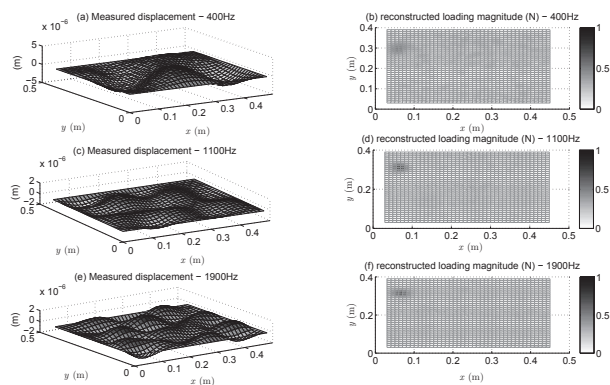 (a) Measured displacement − 400Hz
x 10⁻⁶
5
0
−5
0.5
(m)
y (m)
0
0
0.1
0.2
0.3
0.4
x (m)
(b) reconstructed loading magnitude (N) − 400Hz
0.4
0.3
0.2
0.1
0
y (m)
0
0.1
0.2
0.3
0.4
0.5
x (m)
1
0.5
0
(c) Measured displacement − 1100Hz
x 10⁻⁶
2
0
−2
0.5
(m)
y (m)
0
0
0.1
0.2
0.3
0.4
x (m)
(d) reconstructed loading magnitude (N) − 1100Hz
0.4
0.2
0
y (m)
0
0.1
0.2
0.3
0.4
0.5
x (m)
1
0.5
0
(e) Measured displacement − 1900Hz
x 10⁻⁶
2
0
−2
0.5
(m)
y (m)
0
0
0.1
0.2
0.3
0.4
x (m)
(f) reconstructed loading magnitude (N) − 1900Hz
0.4
0.2
0
y (m)
0
0.1
0.2
0.3
0.4
0.5
x (m)
1
0.5
0